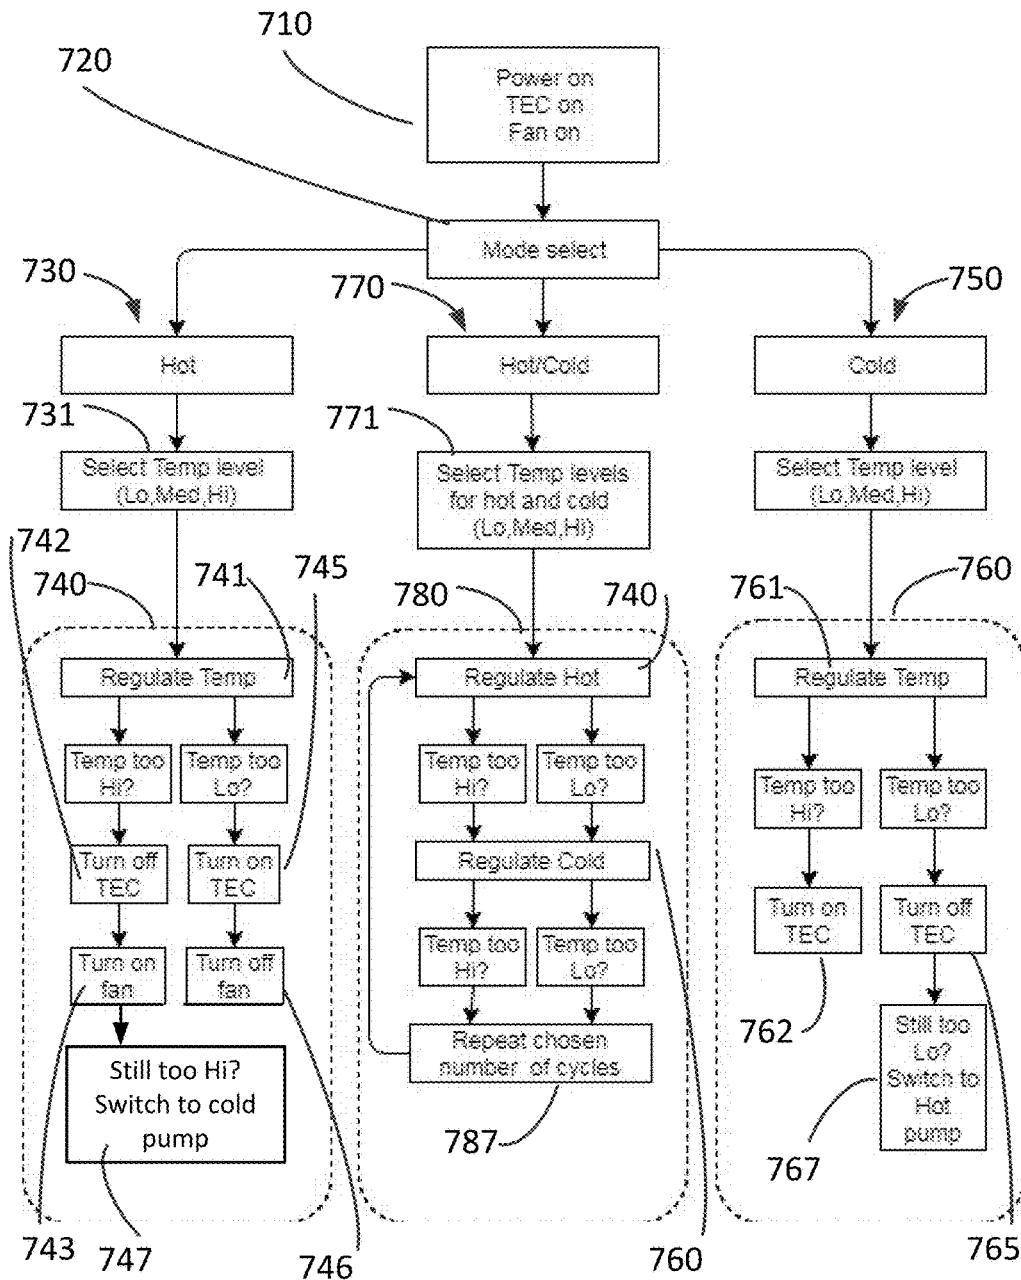 710
720
Power on
TEC on
Fan on
Mode select
730
770
750
Hot
Hot/Cold
Cold
731
771
Select Temp level
(Lo,Med,Hi)
Select Temp levels
for hot and cold
(Lo,Med,Hi)
Select Temp level
(Lo,Med,Hi)
742
740
741
745
780
740
761
760
Regulate Temp
Regulate Hot
Regulate Temp
Temp too
Hi?
Temp too
Lo?
Temp too
Hi?
Temp too
Lo?
Temp too
Hi?
Temp too
Lo?
Turn off
TEC
Turn on
TEC
Regulate Cold
Turn on
TEC
Turn off
TEC
Turn on
fan
Turn off
fan
Temp too
Hi?
Temp too
Lo?
Repeat chosen
number of cycles
762
Still too
Lo?
Switch to
Hot
pump
Still too Hi?
Switch to cold
pump
787
767
743
747
746
760
765